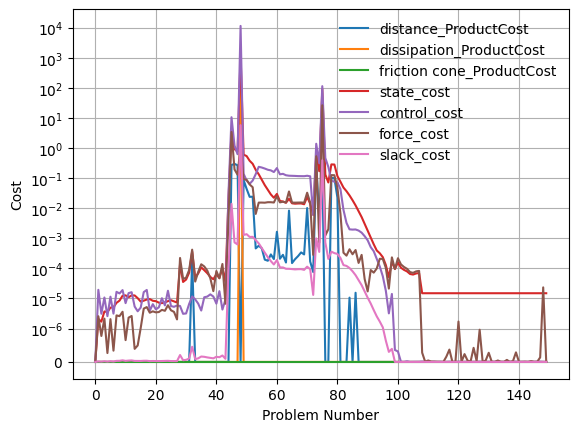 distance_ProductCost
dissipation_ProductCost
friction cone_ProductCost
state_cost
control_cost
force_cost
slack_cost
10^4
10^3
10^2
10^1
10^0
10^-1
10^-2
10^-3
10^-4
10^-5
10^-6
0
Cost
0 20 40 60 80 100 120 140
Problem Number